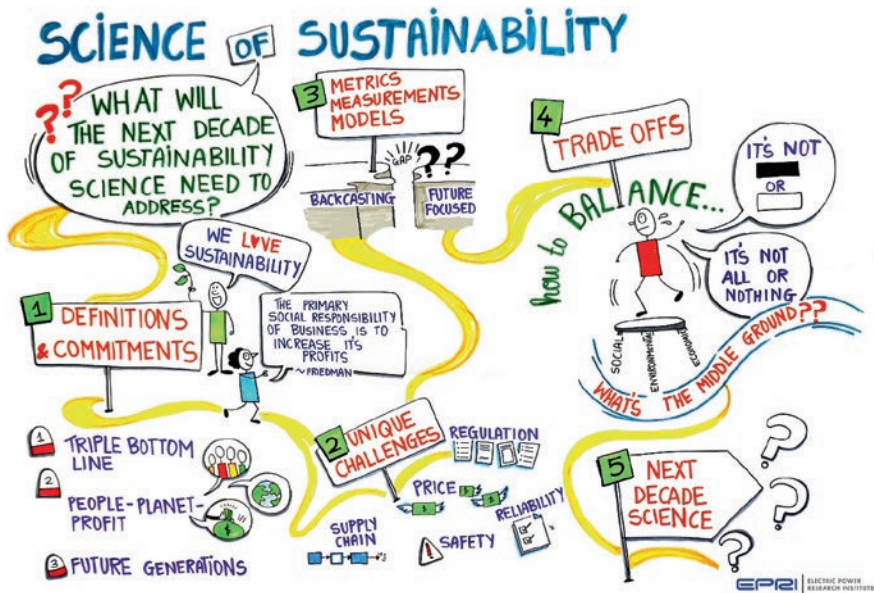 SCIENCE OF SUSTAINABILITY
??
WHAT WILL
THE NEXT DECADE
OF SUSTAINABILITY
SCIENCE NEED TO
ADDRESS?
1
DEFINITIONS
& COMMITMENTS
WE LOVE
SUSTAINABILITY
THE PRIMARY
SOCIAL RESPONSIBILITY
OF BUSINESS IS TO
INCREASE IT'S
PROFITS
~FRIEDMAN
1
TRIPLE BOTTOM
LINE
2
PEOPLE-PLANET-
PROFIT
$
3
FUTURE GENERATIONS
2
UNIQUE
CHALLENGES
REGULATION
PRICE
$
$
$
$
SUPPLY
CHAIN
SAFETY
!
RELIABILITY
3
METRICS
MEASUREMENTS
MODELS
GAP
??
BACKCASTING
FUTURE
FOCUSED
4
TRADE OFFS
how to BALANCE...
IT'S NOT
OR
IT'S NOT
ALL OR
NOTHING
SOCIAL
ENVIRONMENTAL
ECONOMIC
WHAT'S THE MIDDLE GROUND??
5
NEXT
DECADE
SCIENCE
?
?
?
EPRI
ELECTRIC POWER
RESEARCH INSTITUTE